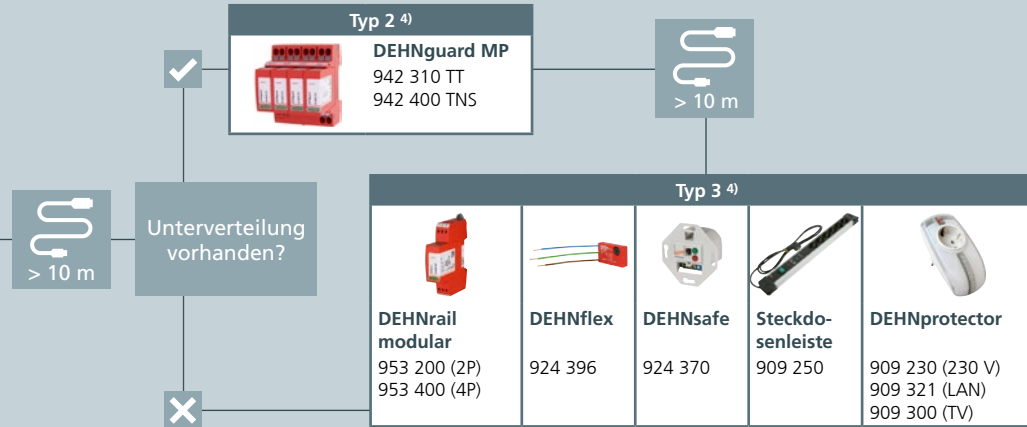 Typ 2 4)
DEHNguard MP
942 310 TT
942 400 TNS
> 10 m
> 10 m
Unterverteilung
vorhanden?
Typ 3 4)
DEHNrail
modular
953 200 (2P)
953 400 (4P)
DEHNflex
924 396
DEHNsafe
924 370
Steckdo-
senleiste
909 250
DEHNprotector
909 230 (230 V)
909 321 (LAN)
909 300 (TV)